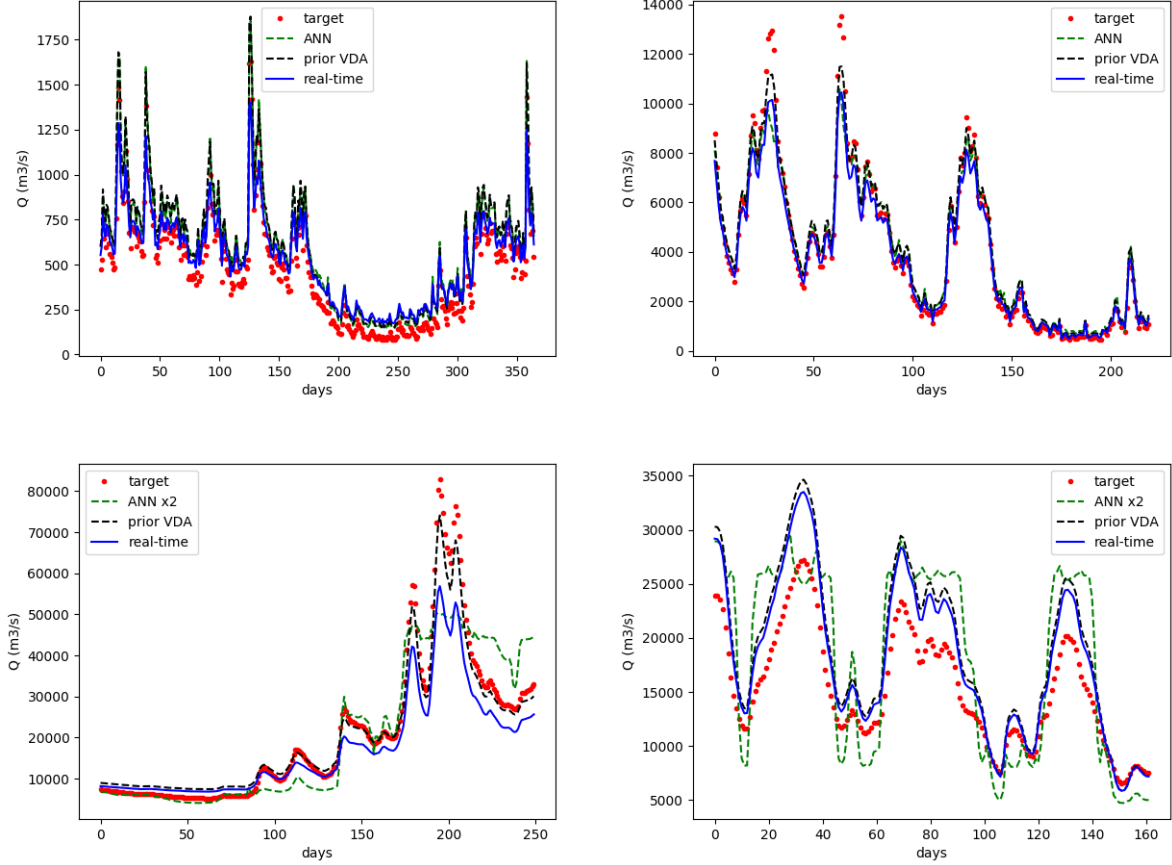 target
ANN
prior VDA
real-time
Q (m3/s)
1750
1500
1250
1000
750
500
250
0
0 50 100 150 200 250 300 350
days
target
ANN
prior VDA
real-time
Q (m3/s)
14000
12000
10000
8000
6000
4000
2000
0
0 50 100 150 200
days
target
ANN x2
prior VDA
real-time
Q (m3/s)
80000
70000
60000
50000
40000
30000
20000
10000
0 50 100 150 200 250
days
target
ANN x2
prior VDA
real-time
Q (m3/s)
35000
30000
25000
20000
15000
10000
5000
0 20 40 60 80 100 120 140 160
days